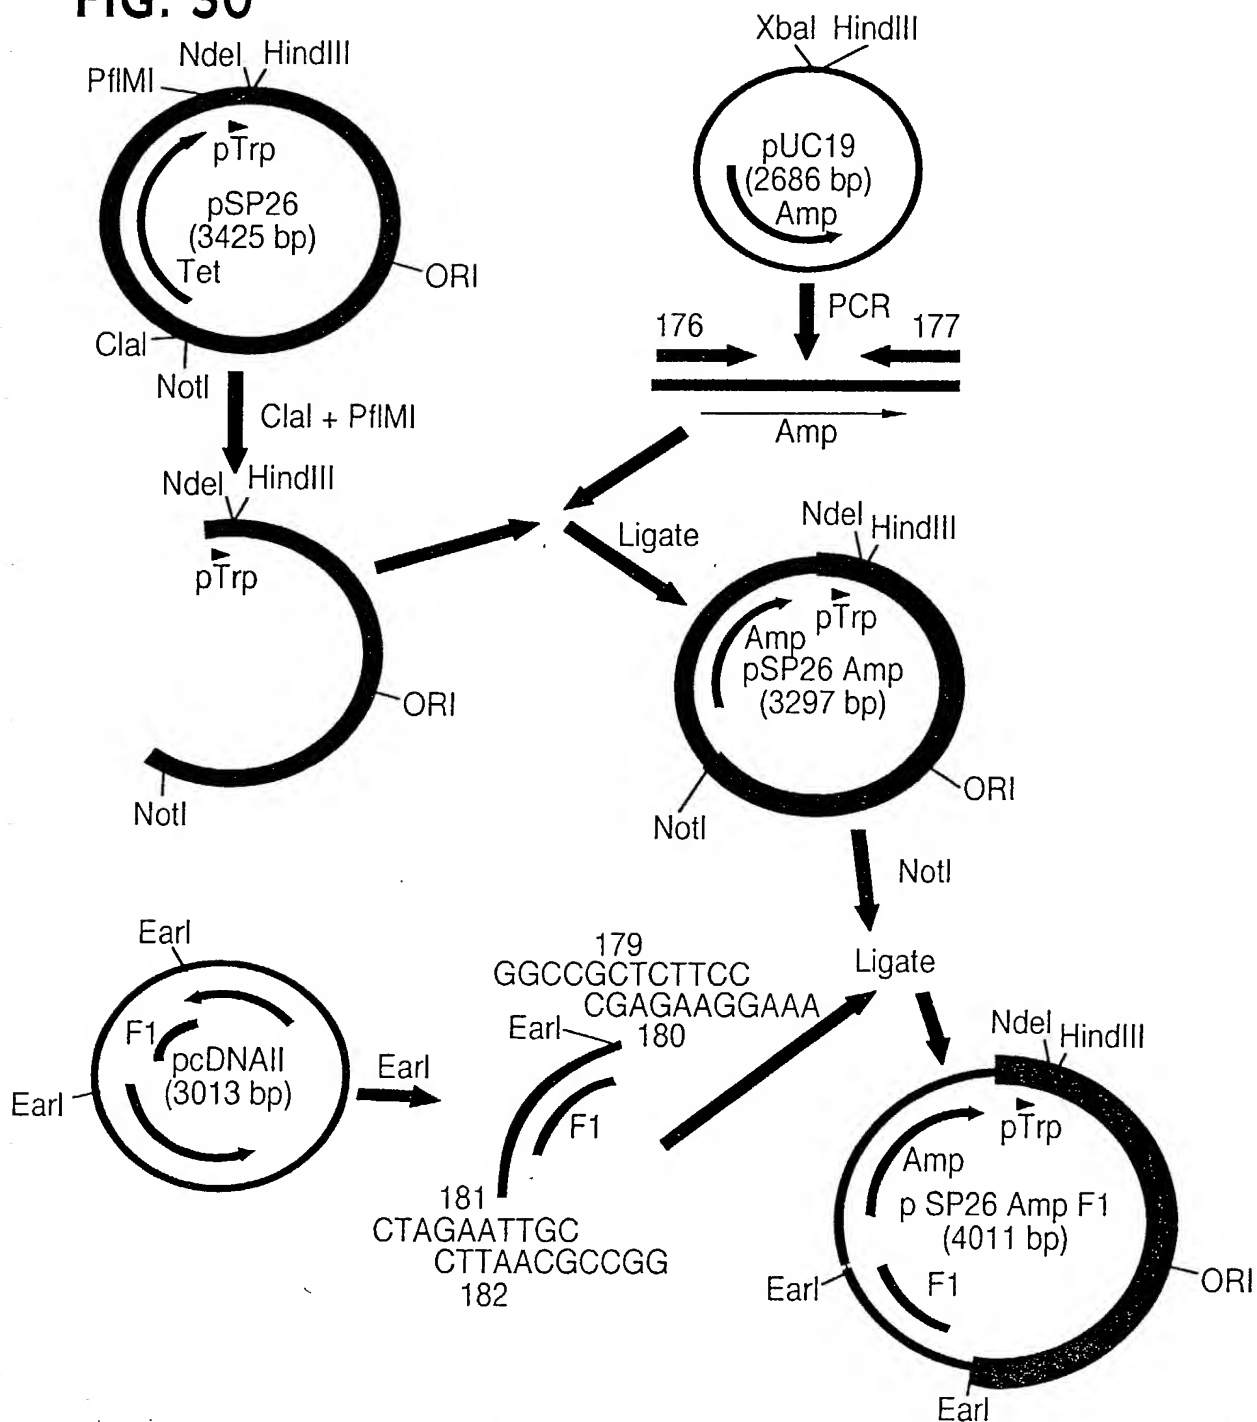 FIG. 30
NdeI HindIII
PflMI
pTrp
pSP26
(3425 bp)
Tet
ORI
ClaI
NotI
XbaI HindIII
pUC19
(2686 bp)
Amp
PCR
176
177
Amp
ClaI + PflMI
NdeI HindIII
pTrp
ORI
NotI
Ligate
NdeI HindIII
pTrp
Amp
pSP26 Amp
(3297 bp)
ORI
NotI
NotI
Ligate
EarI
F1
pcDNAII
(3013 bp)
EarI
EarI
179
GGCCGCTCTTCC
CGAGAAGGAAA
180
EarI
F1
181
CTAGAATTGC
CTTAACGCCGG
182
NdeI HindIII
pTrp
Amp
p SP26 Amp F1
(4011 bp)
F1
EarI
ORI
EarI